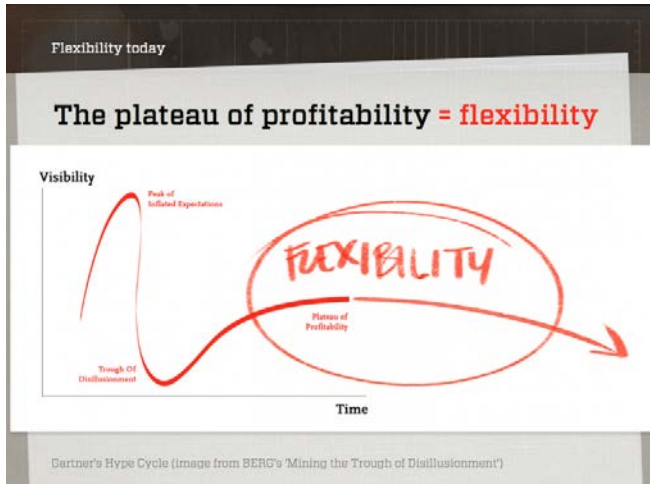 Flexibility today
The plateau of profitability = flexibility
Visibility
Peak of
Inflated Expectations
FLEXIBILITY
Plateau of
Profitability
Trough Of
Disillusionment
Time
Gartner's Hype Cycle (image from BERG's 'Mining the Trough of Disillusionment')